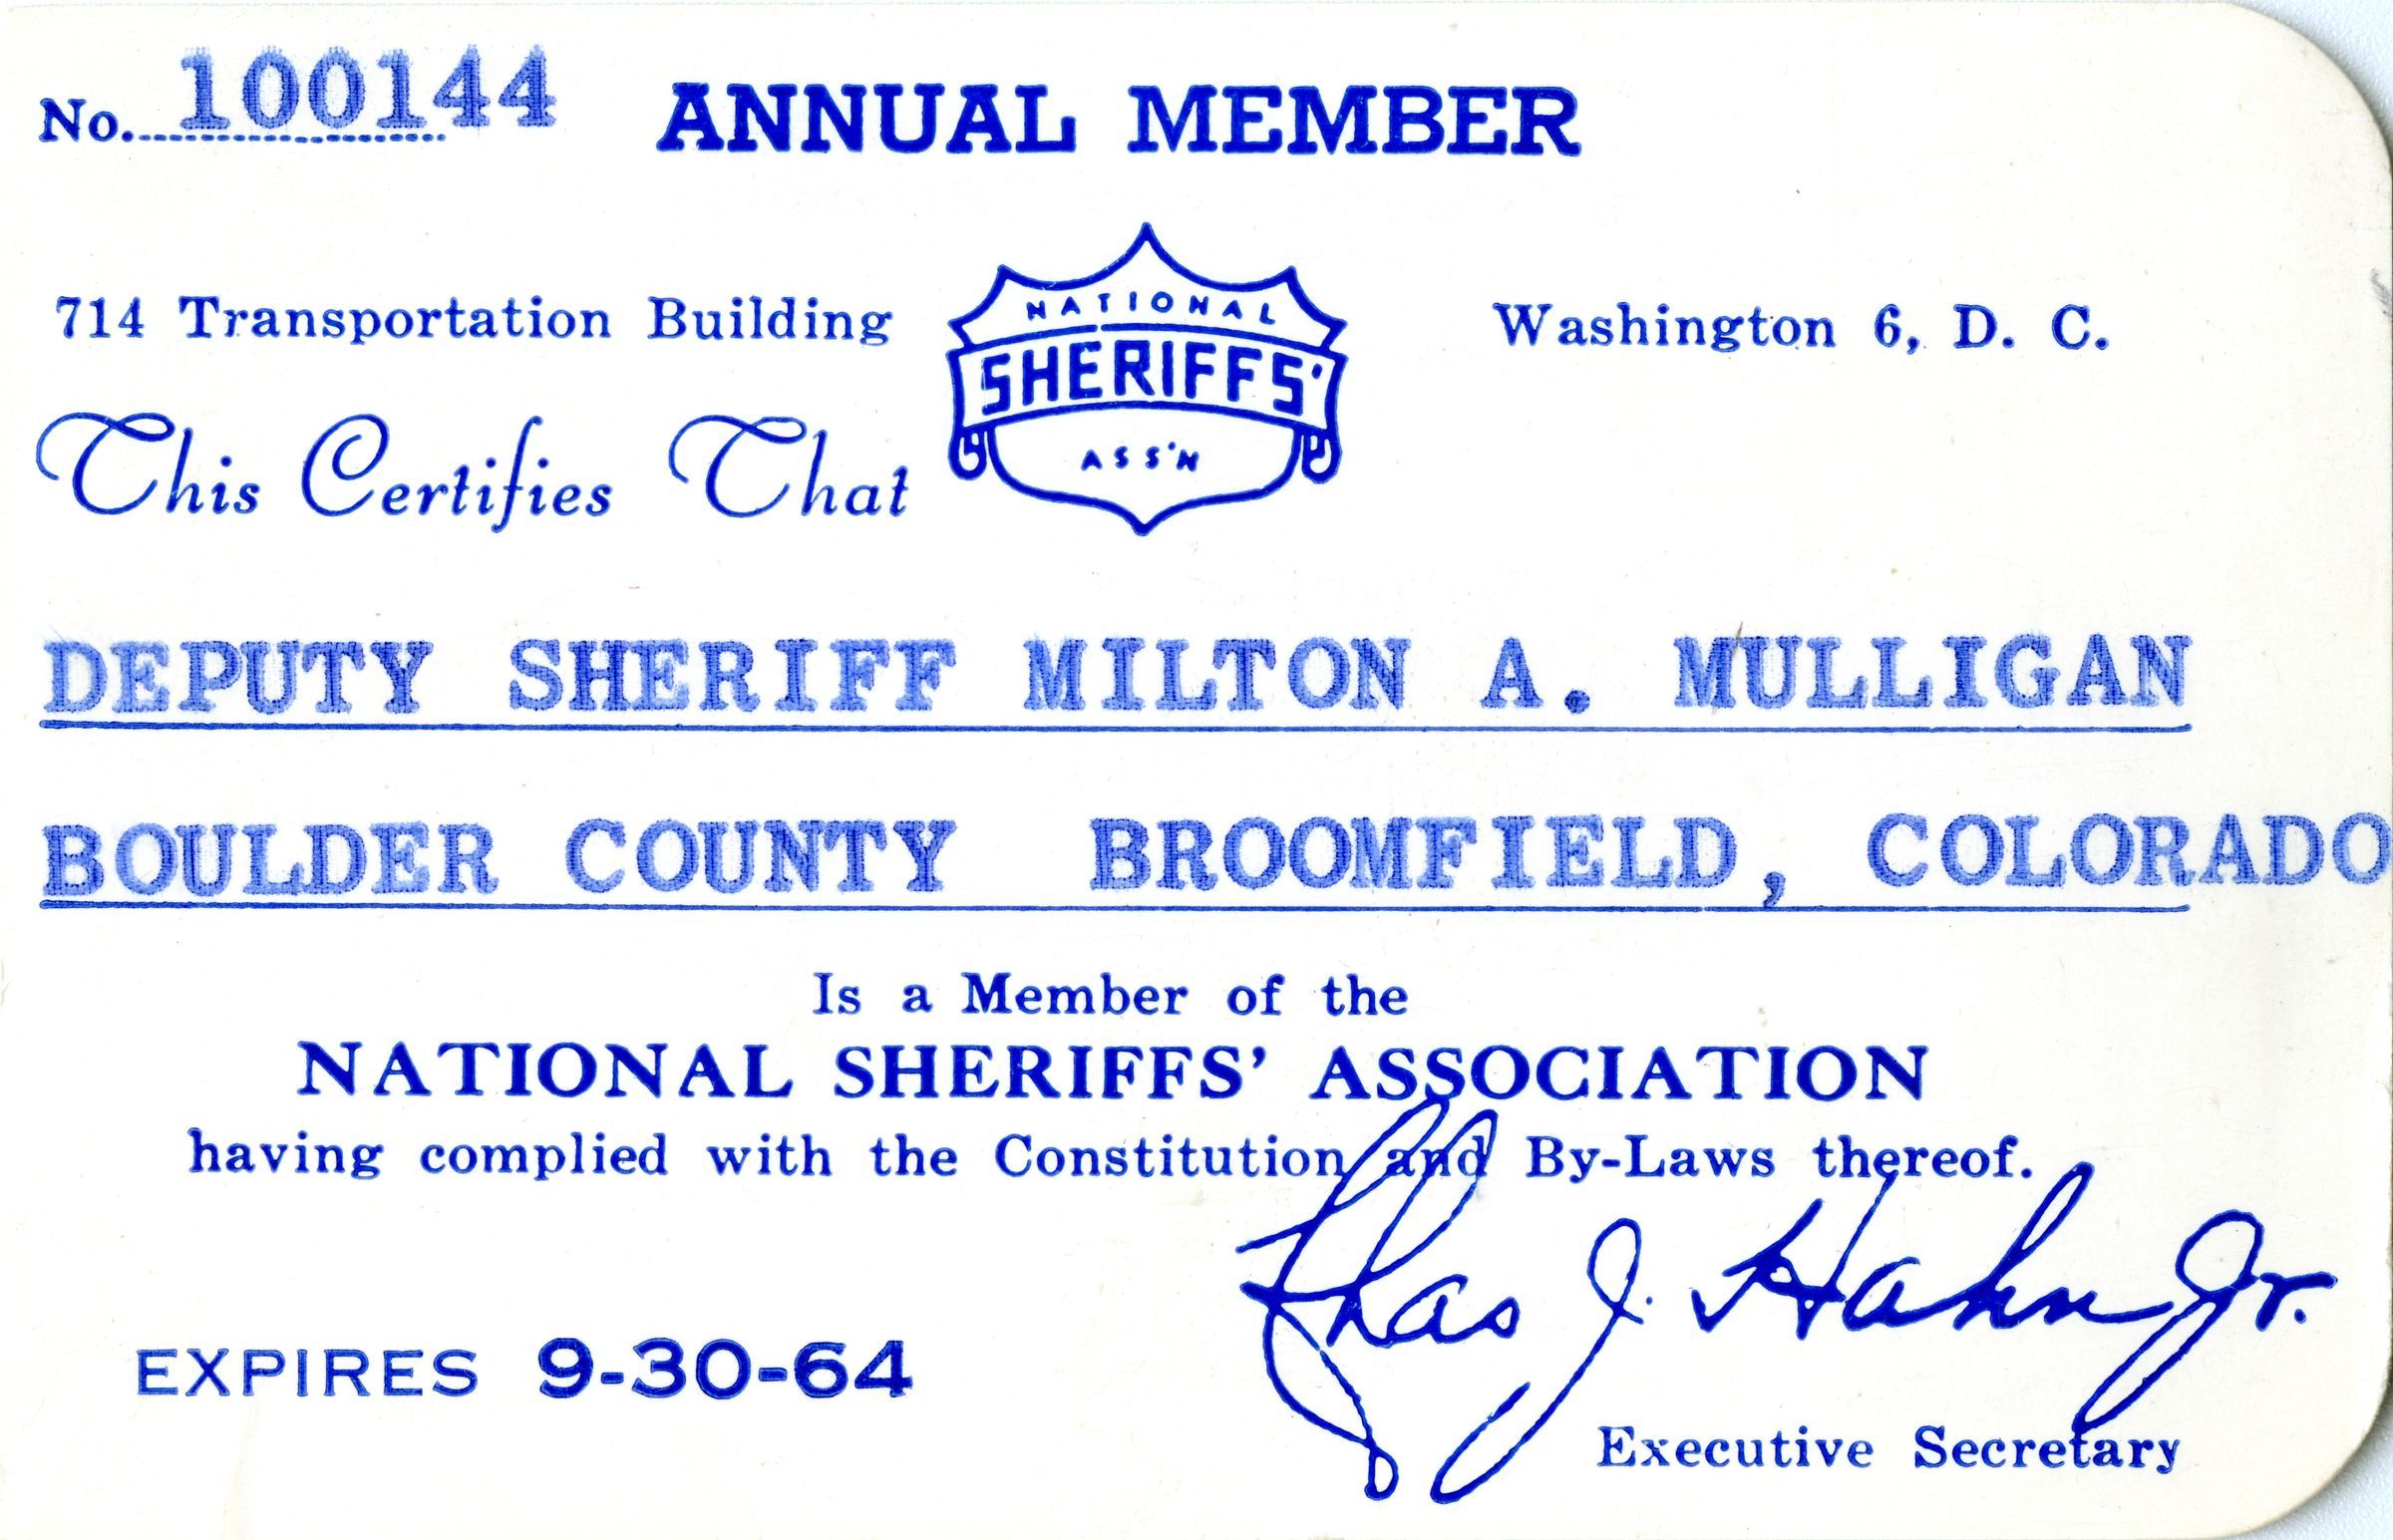 No. 100144 ANNUAL MEMBER
714 Transportation Building
NATIONAL
SHERIFFS'
ASS'N
Washington 6, D. C.
This Certifies That
DEPUTY SHERIFF MILTON A. MULLIGAN
BOULDER COUNTY BROOMFIELD, COLORADO
Is a Member of the
NATIONAL SHERIFFS' ASSOCIATION
having complied with the Constitution and By-Laws thereof.
Chas J. Hahn Jr.
EXPIRES 9-30-64
Executive Secretary